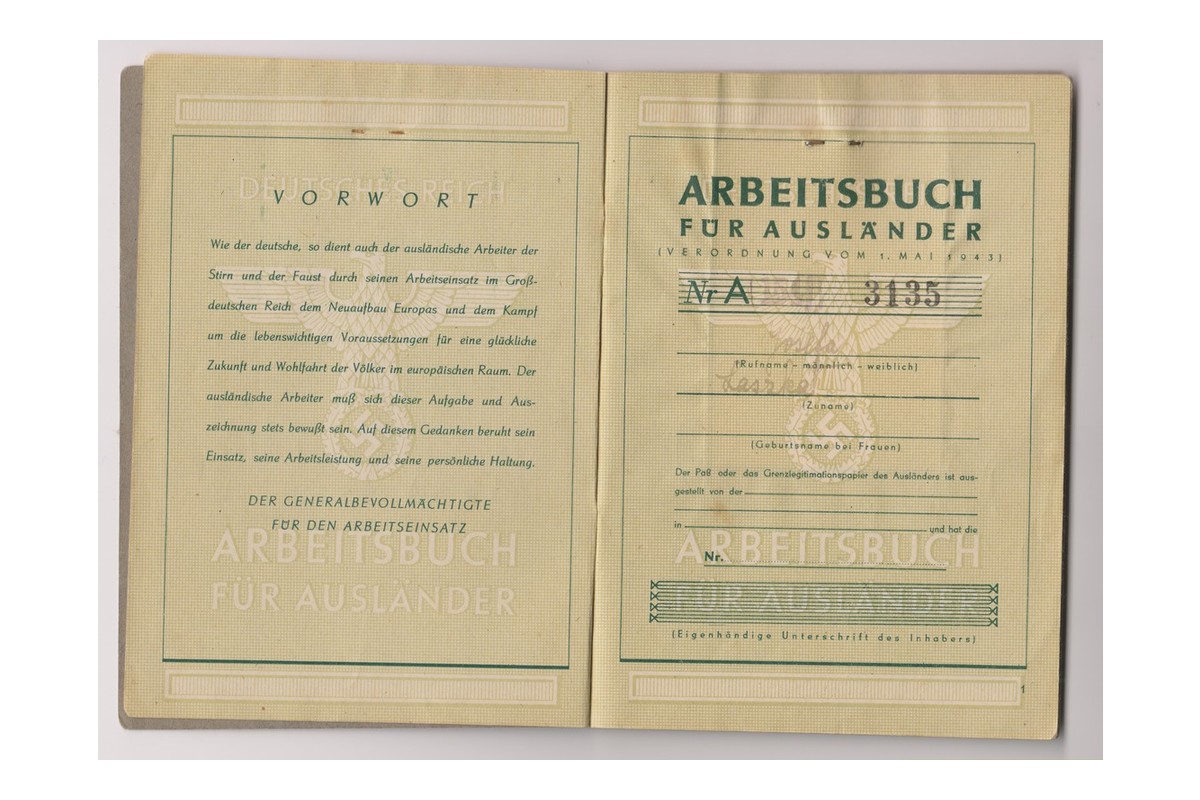 DEUTSCHES REICH
VORWORT
Wie der deutsche, so dient auch der ausländische Arbeiter der
Stirn und der Faust durch seinen Arbeitseinsatz im Groß-
deutschen Reich dem Neuaufbau Europas und dem Kampf
um die lebenswichtigen Voraussetzungen für eine glückliche
Zukunft und Wohlfahrt der Völker im europäischen Raum. Der
ausländische Arbeiter muß sich dieser Aufgabe und Aus-
zeichnung stets bewußt sein. Auf diesem Gedanken beruht sein
Einsatz, seine Arbeitsleistung und seine persönliche Haltung.
DER GENERALBEVOLLMÄCHTIGTE
FÜR DEN ARBEITSEINSATZ
ARBEITSBUCH
FÜR AUSLÄNDER
ARBEITSBUCH
FÜR AUSLÄNDER
(VERORDNUNG VOM 1. MAI 1943)
Nr A 3135
(Rufname - männlich - weiblich)
Laszka
(Zuname)
(Geburtsname bei Frauen)
Der Paß oder das Grenzlegitimationspapier des Ausländers ist aus-
gestellt von der
in und hat die
ARBEITSBUCH
Nr.
FÜR AUSLÄNDER
(Eigenhändige Unterschrift des Inhabers)
1